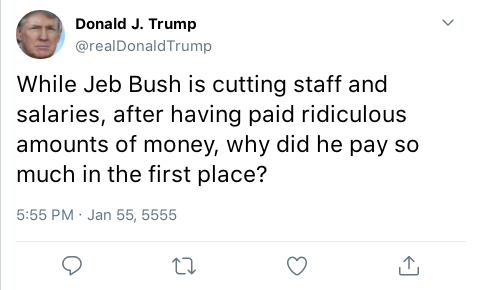 Donald J. Trump
@realDonaldTrump
While Jeb Bush is cutting staff and
salaries, after having paid ridiculous
amounts of money, why did he pay so
much in the first place?
5:55 PM · Jan 55, 5555